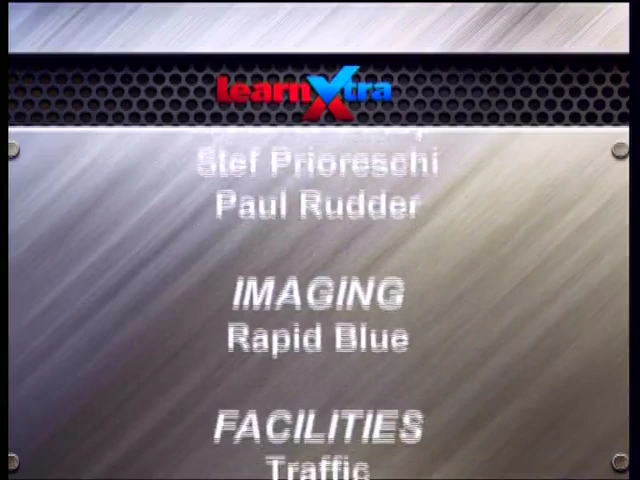 learnXtra
Stef Prioreschi
Paul Rudder
IMAGING
Rapid Blue
FACILITIES
Traffic